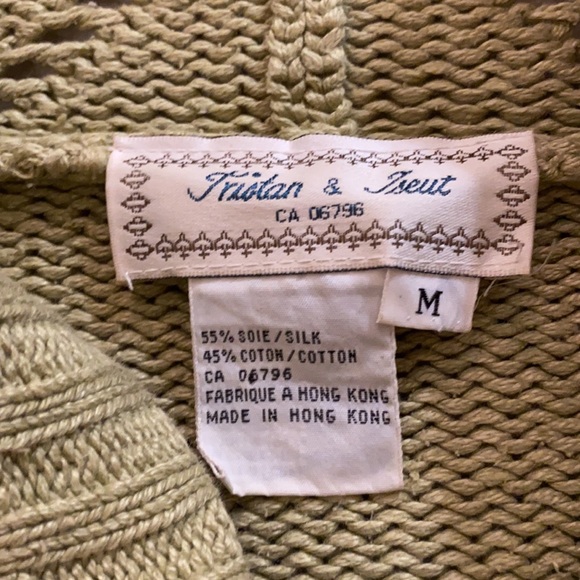 Tristan & Iseut
CA 06796
M
55% SOIE/SILK
45% COTON/COTTON
CA 06796
FABRIQUE A HONG KONG
MADE IN HONG KONG